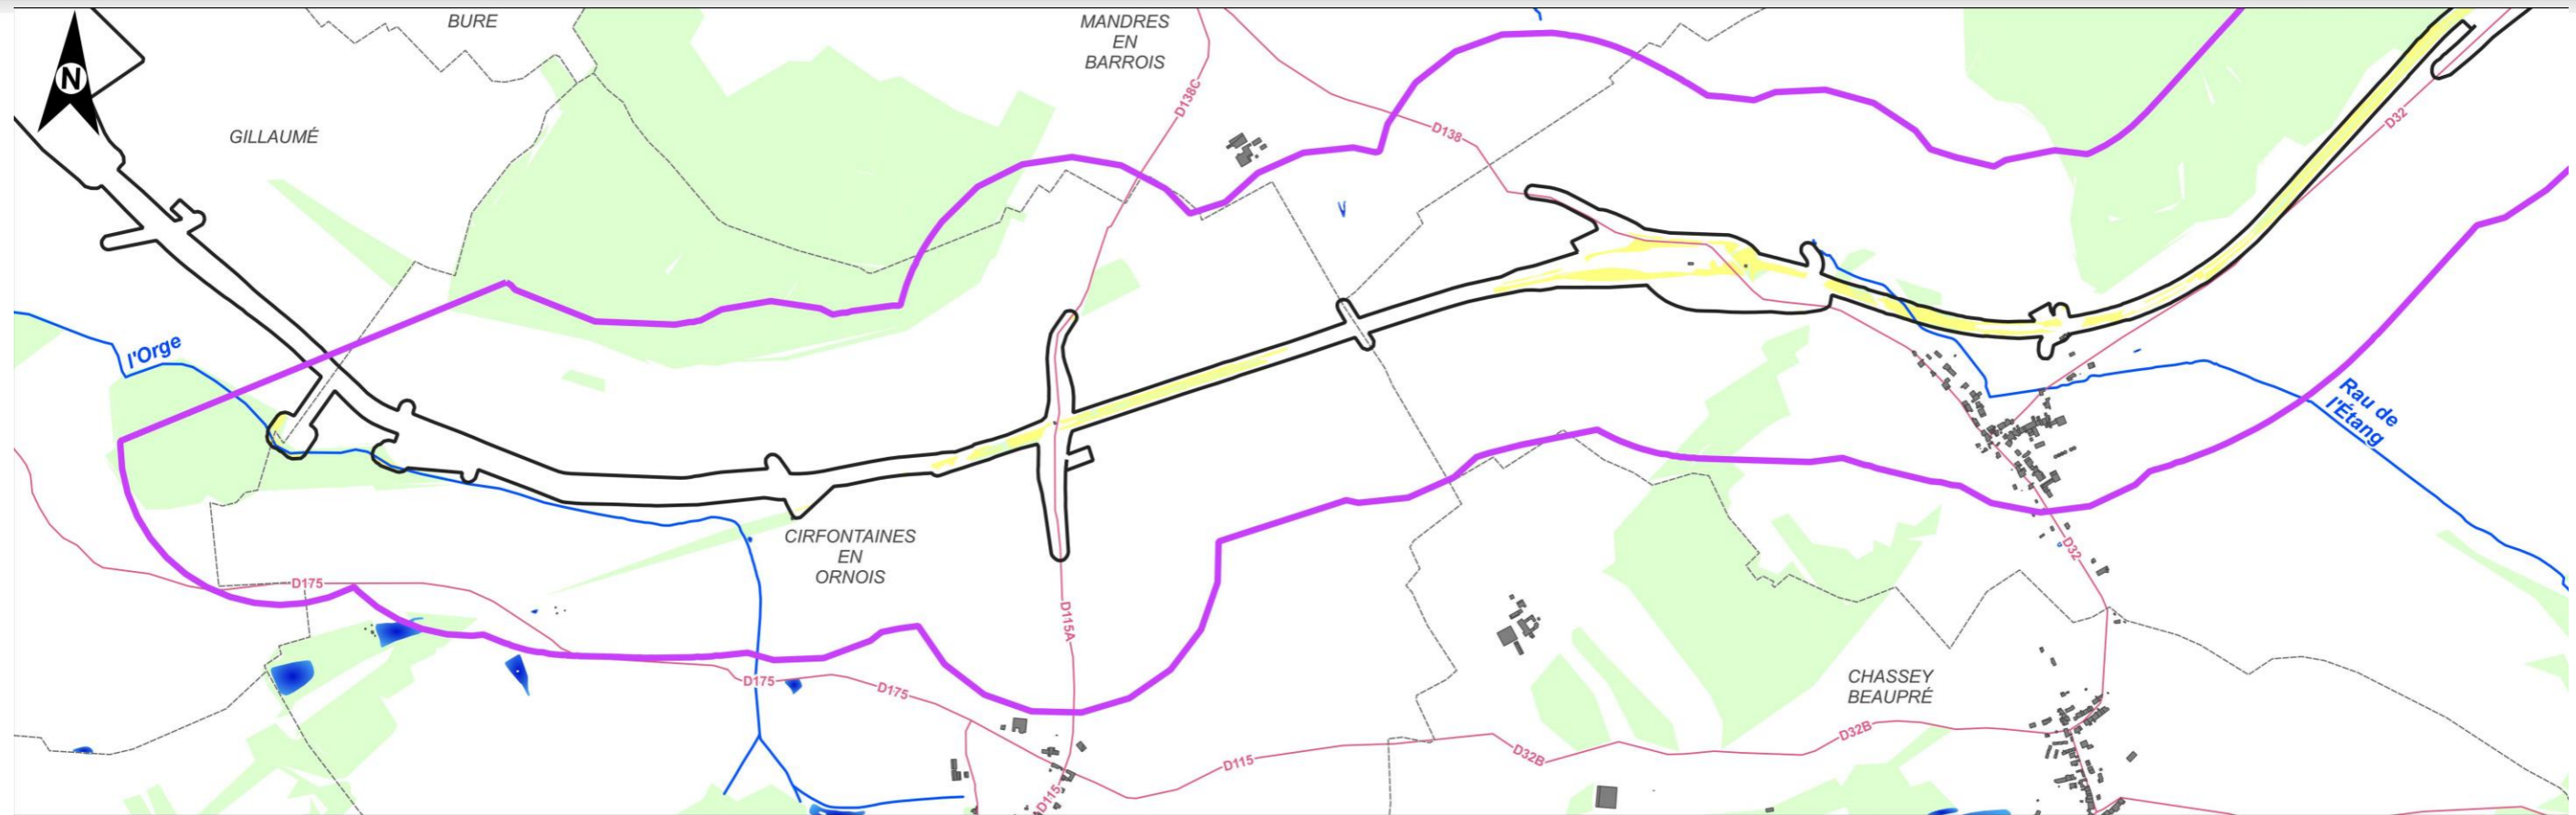 BURE
MANDRES
EN
BARROIS
N
D138C
GILLAUMÉ
D138
D32
l'Orge
Rau de
l'Étang
CIRFONTAINES
EN
ORNOIS
D32
D175
D115A
D175
D175
CHASSEY
BEAUPRÉ
D32B
D32B
D115
D115